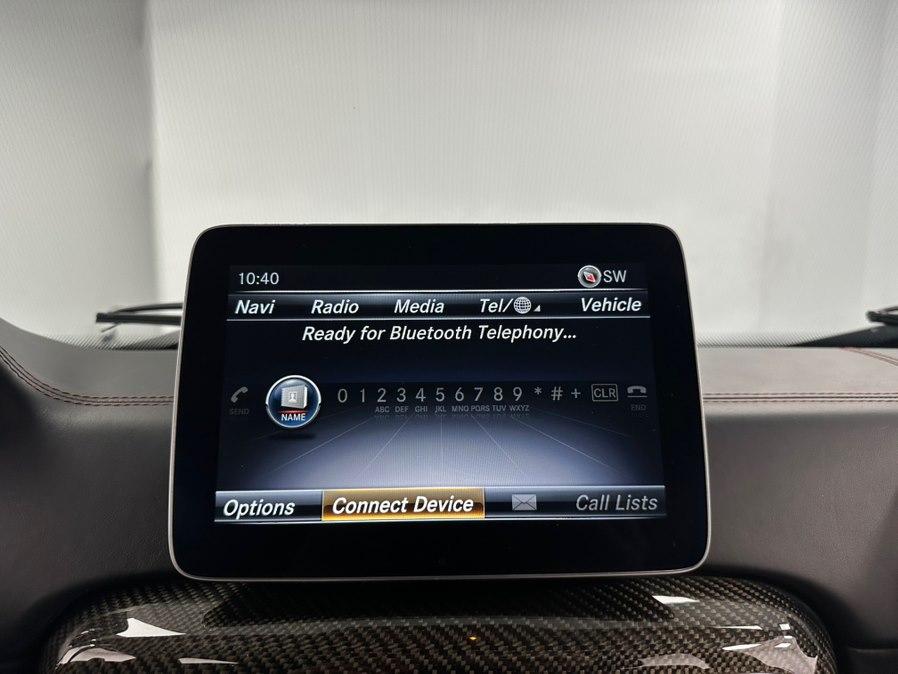 10:40 SW
Navi Radio Media Tel/ Vehicle
Ready for Bluetooth Telephony...
SEND NAME 0 1 2 3 4 5 6 7 8 9 * # + CLR END
ABC DEF GHI JKL MNO PQRS TUV WXYZ
Options Connect Device Call Lists